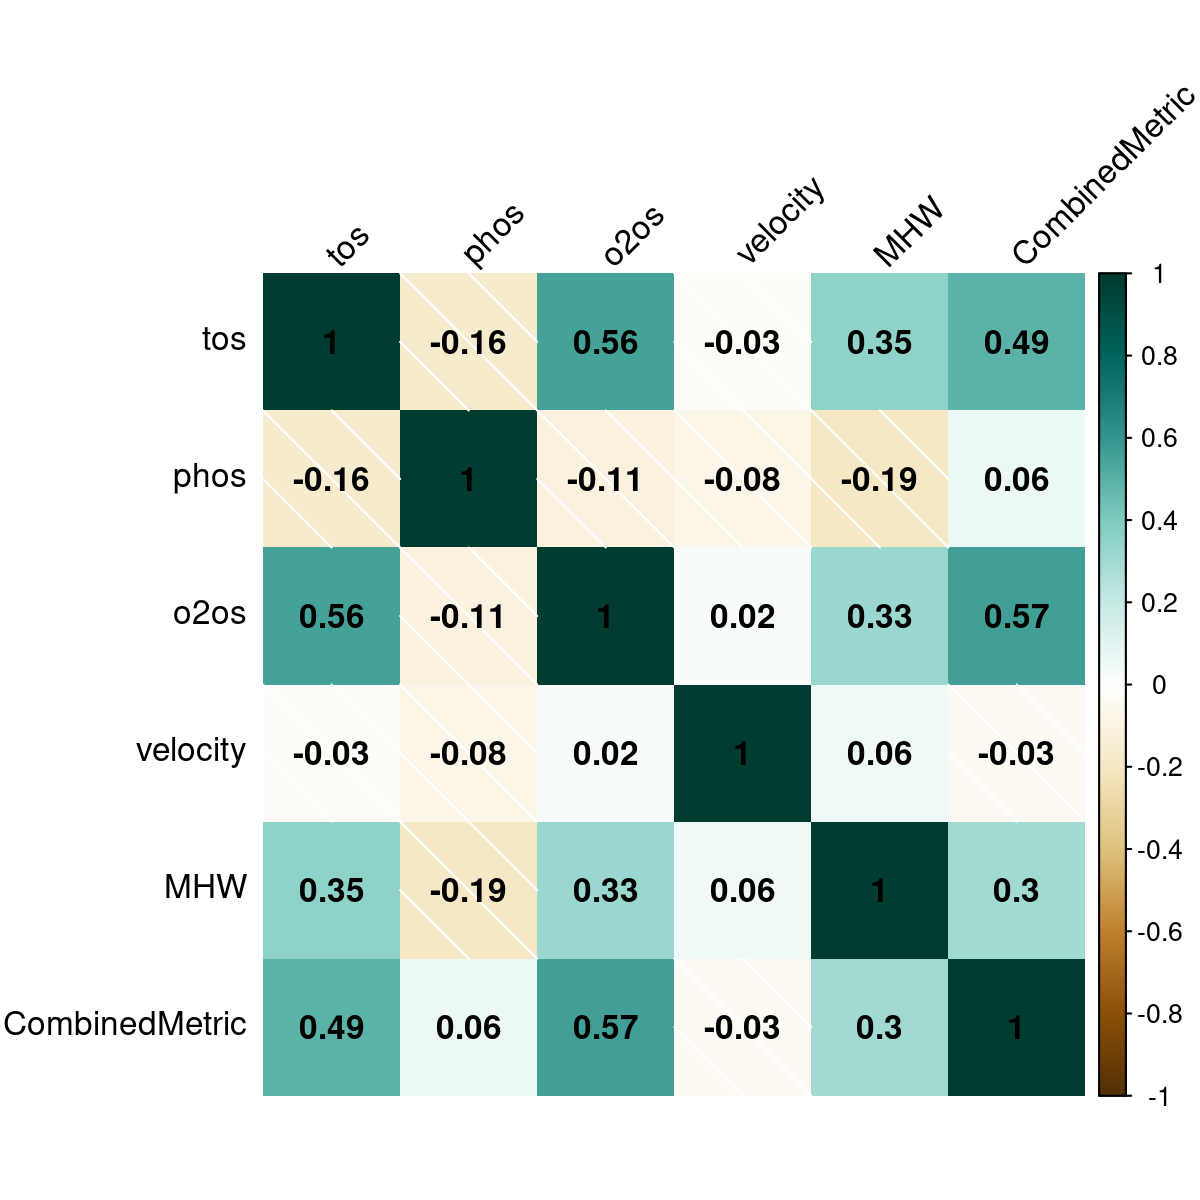 tos phos o2os velocity MHW CombinedMetric
tos 1 -0.16 0.56 -0.03 0.35 0.49
phos -0.16 1 -0.11 -0.08 -0.19 0.06
o2os 0.56 -0.11 1 0.02 0.33 0.57
velocity -0.03 -0.08 0.02 1 0.06 -0.03
MHW 0.35 -0.19 0.33 0.06 1 0.3
CombinedMetric 0.49 0.06 0.57 -0.03 0.3 1
1
0.8
0.6
0.4
0.2
0
-0.2
-0.4
-0.6
-0.8
-1